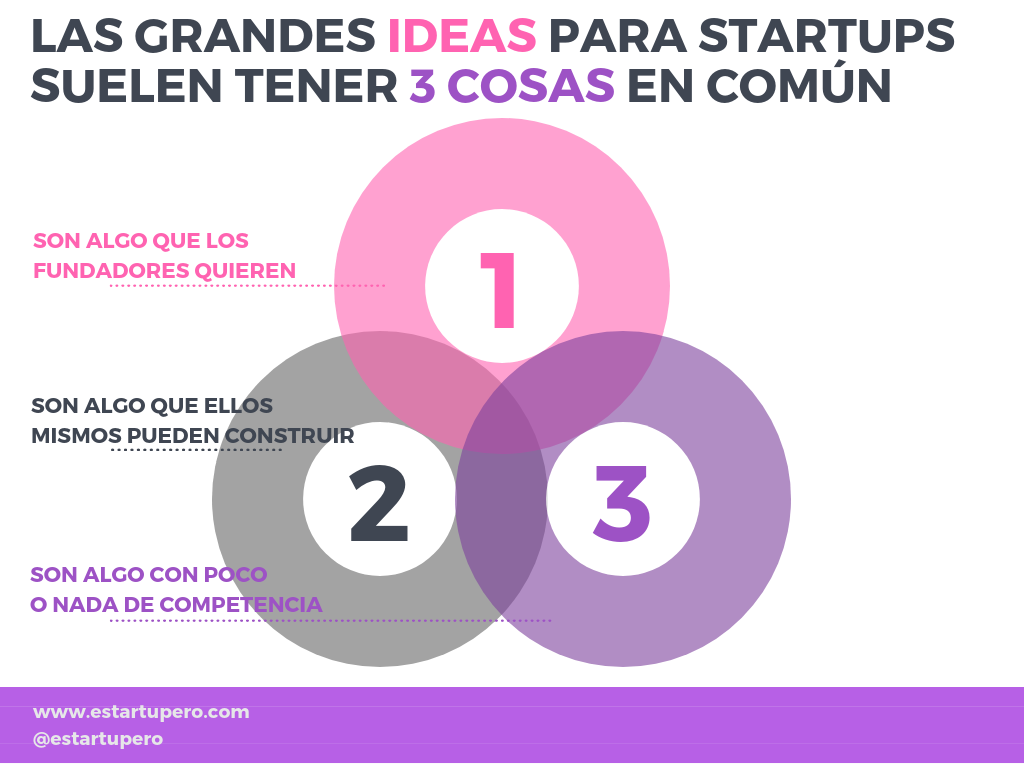 LAS GRANDES IDEAS PARA STARTUPS
SUELEN TENER 3 COSAS EN COMÚN
1
SON ALGO QUE LOS
FUNDADORES QUIEREN
SON ALGO QUE ELLOS
MISMOS PUEDEN CONSTRUIR
2
3
SON ALGO CON POCO
O NADA DE COMPETENCIA
www.estartupero.com
@estartupero